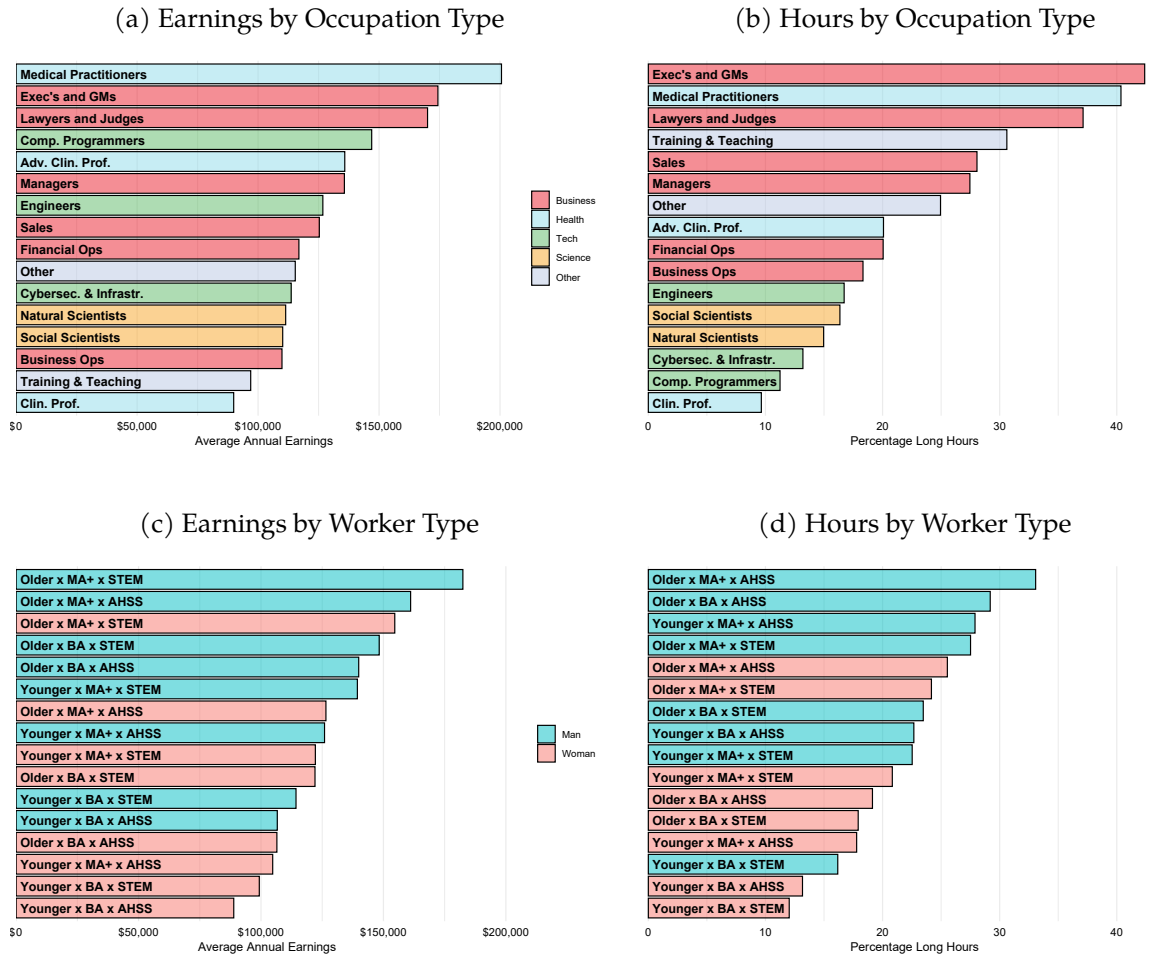 (a) Earnings by Occupation Type
Medical Practitioners
Exec's and GMs
Lawyers and Judges
Comp. Programmers
Adv. Clin. Prof.
Managers
Engineers
Sales
Financial Ops
Other
Cybersec. & Infrastr.
Natural Scientists
Social Scientists
Business Ops
Training & Teaching
Clin. Prof.
$0 $50,000 $100,000 $150,000 $200,000
Average Annual Earnings
Business
Health
Tech
Science
Other
(b) Hours by Occupation Type
Exec's and GMs
Medical Practitioners
Lawyers and Judges
Training & Teaching
Sales
Managers
Other
Adv. Clin. Prof.
Financial Ops
Business Ops
Engineers
Social Scientists
Natural Scientists
Cybersec. & Infrastr.
Comp. Programmers
Clin. Prof.
0 10 20 30 40
Percentage Long Hours
(c) Earnings by Worker Type
Older x MA+ x STEM
Older x MA+ x AHSS
Older x MA+ x STEM
Older x BA x STEM
Older x BA x AHSS
Younger x MA+ x STEM
Older x MA+ x AHSS
Younger x MA+ x AHSS
Younger x MA+ x STEM
Older x BA x STEM
Younger x BA x STEM
Younger x BA x AHSS
Older x BA x AHSS
Younger x MA+ x AHSS
Younger x BA x STEM
Younger x BA x AHSS
$0 $50,000 $100,000 $150,000 $200,000
Average Annual Earnings
Man
Woman
(d) Hours by Worker Type
Older x MA+ x AHSS
Older x BA x AHSS
Younger x MA+ x AHSS
Older x MA+ x STEM
Older x MA+ x AHSS
Older x MA+ x STEM
Older x BA x STEM
Younger x BA x AHSS
Younger x MA+ x STEM
Younger x MA+ x STEM
Older x BA x AHSS
Older x BA x STEM
Younger x MA+ x AHSS
Younger x BA x STEM
Younger x BA x AHSS
Younger x BA x STEM
0 10 20 30 40
Percentage Long Hours